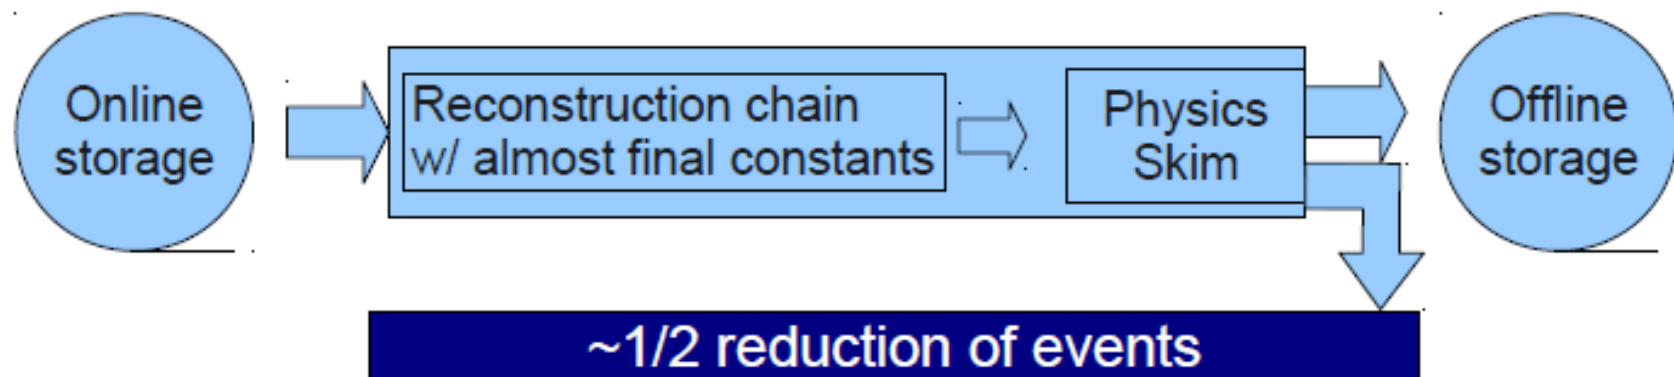 Online
storage
Reconstruction chain
w/ almost final constants
Physics
Skim
Offline
storage
~1/2 reduction of events